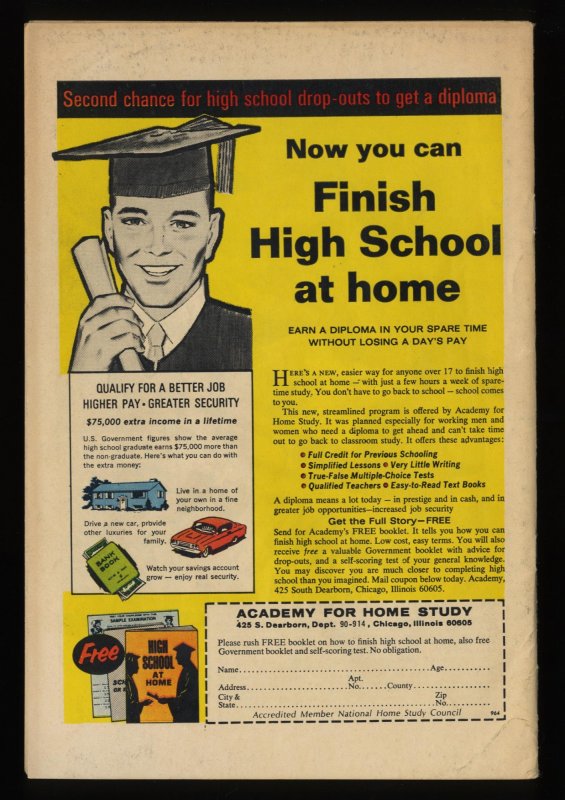 Second chance for high school drop-outs to get a diploma
Now you can
Finish
High School
at home
EARN A DIPLOMA IN YOUR SPARE TIME
WITHOUT LOSING A DAY'S PAY
QUALIFY FOR A BETTER JOB
HIGHER PAY • GREATER SECURITY
$75,000 extra income in a lifetime
U.S. Government figures show the average
high school graduate earns $75,000 more than
the non-graduate. Here's what you can do with
the extra money:
Live in a home of
your own in a fine
neighborhood.
Drive a new car, provide
other luxuries for your
family.
BANK
BOOK
Watch your savings account
grow — enjoy real security.
HERE'S A NEW, easier way for anyone over 17 to finish high
school at home — with just a few hours a week of spare-
time study. You don't have to go back to school — school comes
to you.
This new, streamlined program is offered by Academy for
Home Study. It was planned especially for working men and
women who need a diploma to get ahead and can't take time
out to go back to classroom study. It offers these advantages:
• Full Credit for Previous Schooling
• Simplified Lessons • Very Little Writing
• True-False Multiple-Choice Tests
• Qualified Teachers • Easy-to-Read Text Books
A diploma means a lot today — in prestige and in cash, and in
greater job opportunities—increased job security
Get the Full Story—FREE
Send for Academy's FREE booklet. It tells you how you can
finish high school at home. Low cost, easy terms. You will also
receive free a valuable Government booklet with advice for
drop-outs, and a self-scoring test of your general knowledge.
You may discover you are much closer to completing high
school than you imagined. Mail coupon below today. Academy,
425 South Dearborn, Chicago, Illinois 60605.
SAMPLE EXAMINATION
Free
HIGH
SCHOOL
AT
HOME
ACADEMY FOR HOME STUDY
425 S. Dearborn, Dept. 90-914, Chicago, Illinois 60605
Please rush FREE booklet on how to finish high school at home, also free
Government booklet and self-scoring test. No obligation.
Name Age
Apt.
Address No. County
City & Zip
State No.
Accredited Member National Home Study Council 964